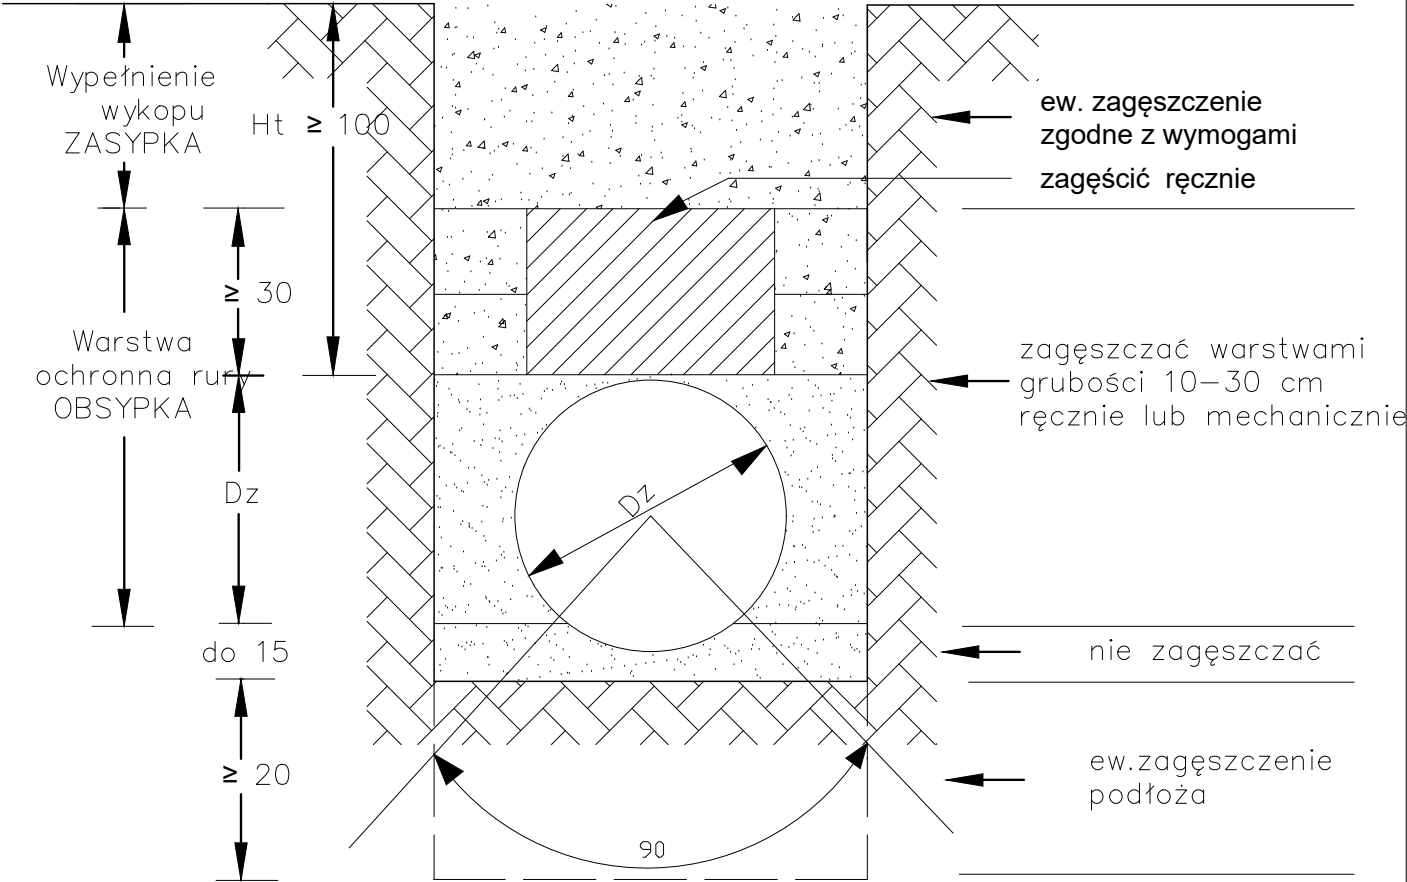 Wypełnienie
wykopu
ZASYPKA
Ht ≥ 100
ew. zagęszczenie
zgodne z wymogami
zagęścić ręcznie
≥ 30
Warstwa
ochronna rury
OBSYPKA
zagęszczać warstwami
grubości 10-30 cm
ręcznie lub mechanicznie
Dz
Dz
do 15
nie zagęszczać
≥ 20
ew.zagęszczenie
podłoża
90